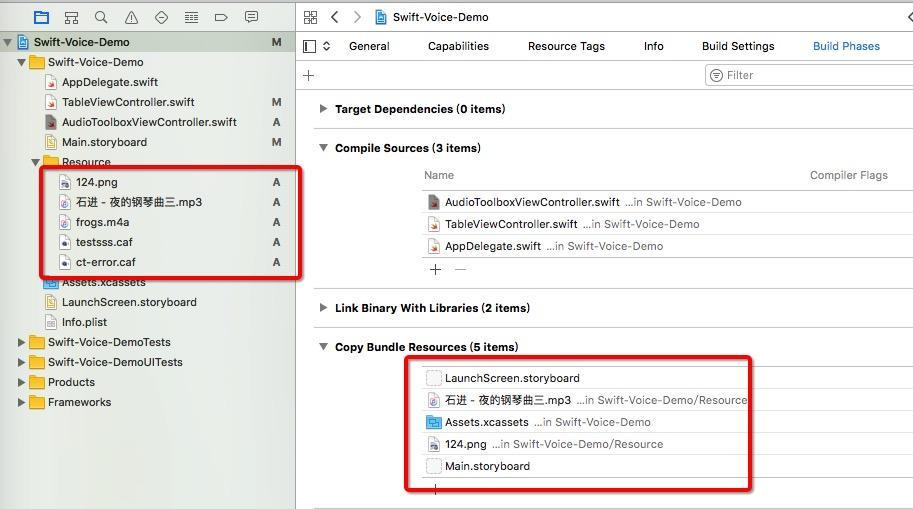 Swift-Voice-Demo M
Swift-Voice-Demo
AppDelegate.swift
TableViewController.swift M
AudioToolboxViewController.swift A
Main.storyboard M
Resource
124.png A
石进 - 夜的钢琴曲三.mp3 A
frogs.m4a A
testsss.caf A
ct-error.caf A
Assets.xcassets
LaunchScreen.storyboard
Info.plist
Swift-Voice-DemoTests
Swift-Voice-DemoUITests
Products
Frameworks
Swift-Voice-Demo
General Capabilities Resource Tags Info Build Settings Build Phases
Filter
Target Dependencies (0 items)
Compile Sources (3 items)
Name Compiler Flags
AudioToolboxViewController.swift ...in Swift-Voice-Demo
TableViewController.swift ...in Swift-Voice-Demo
AppDelegate.swift ...in Swift-Voice-Demo
Link Binary With Libraries (2 items)
Copy Bundle Resources (5 items)
LaunchScreen.storyboard
石进 - 夜的钢琴曲三.mp3 ...in Swift-Voice-Demo/Resource
Assets.xcassets ...in Swift-Voice-Demo
124.png ...in Swift-Voice-Demo/Resource
Main.storyboard